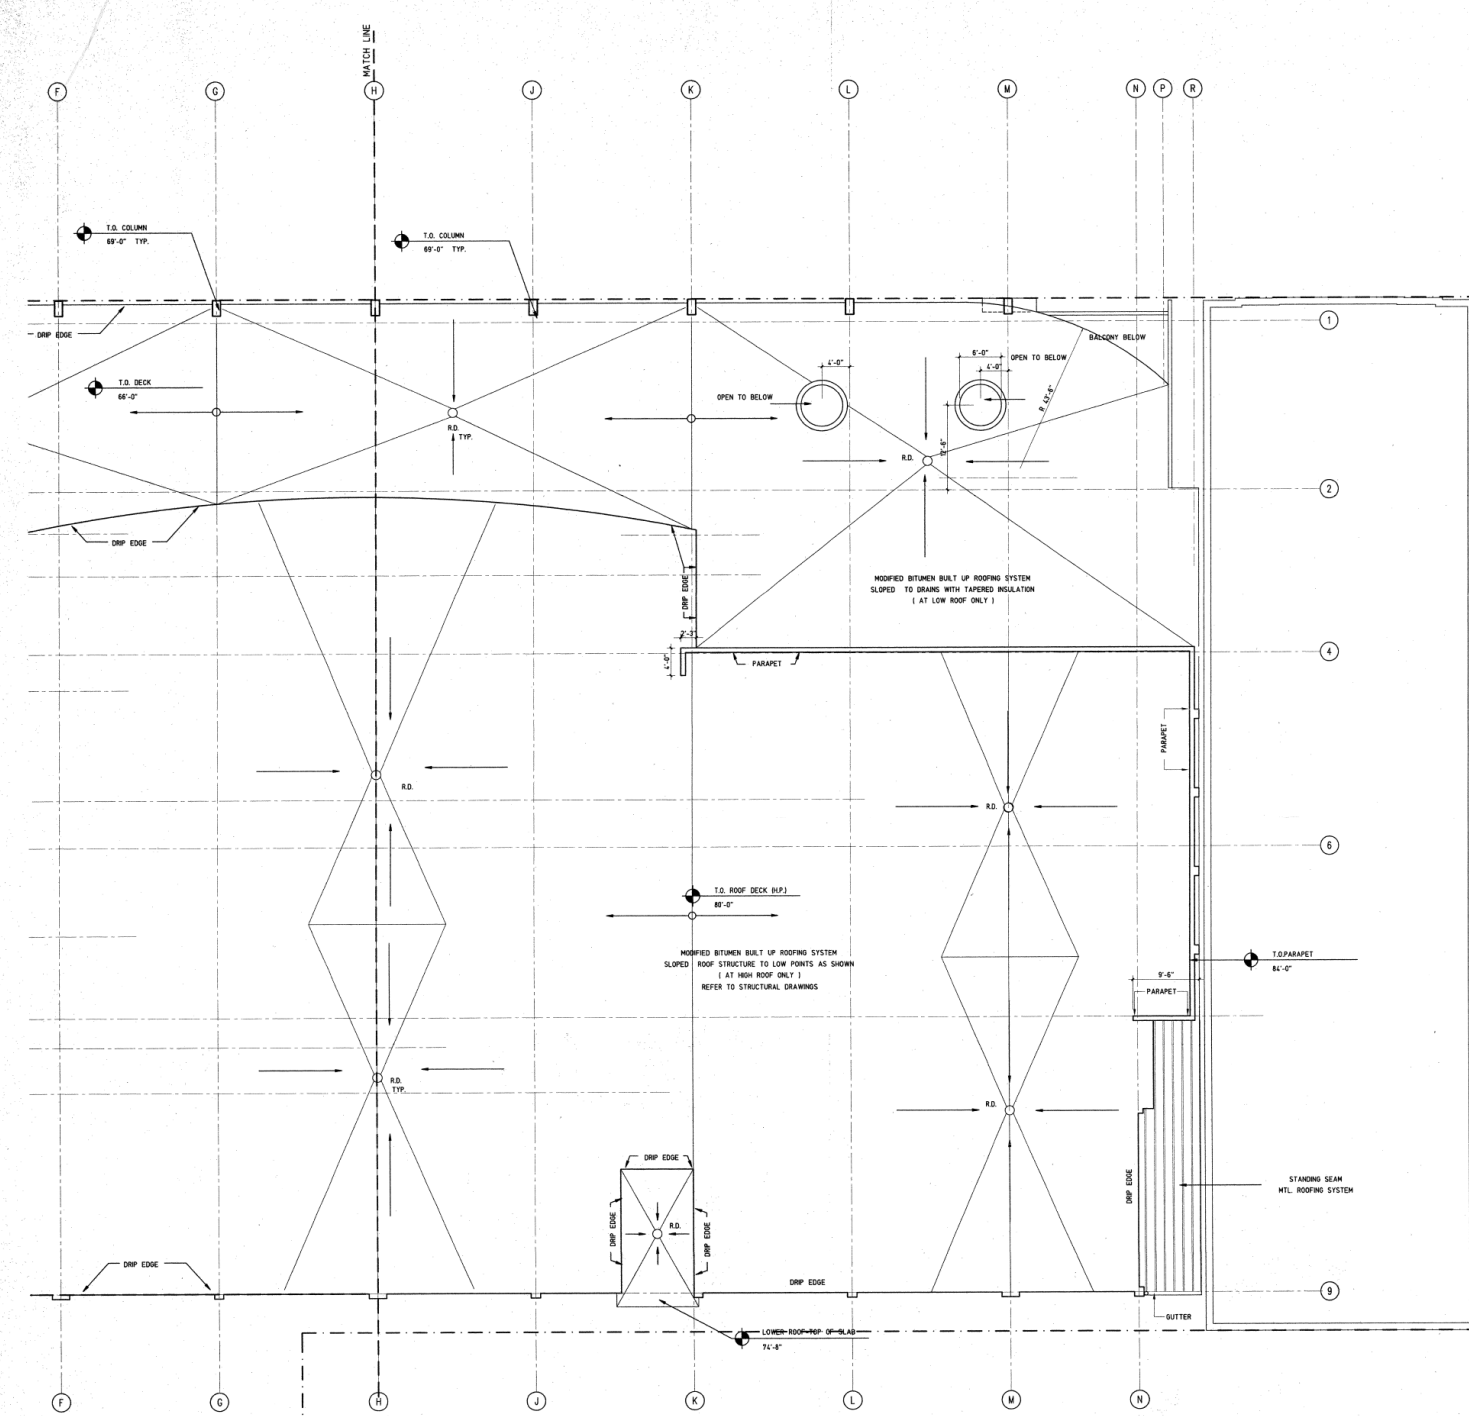 MATCH LINE
F
G
H
J
K
L
M
N
P
R
T.O. COLUMN
69'-0" TYP.
T.O. COLUMN
69'-0" TYP.
1
DRIP EDGE
BALCONY BELOW
6'-0"
OPEN TO BELOW
4'-0"
4'-0"
T.O. DECK
66'-0"
OPEN TO BELOW
R 43'-6"
R.D.
TYP.
12'-6"
R.D.
2
DRIP EDGE
MODIFIED BITUMEN BUILT UP ROOFING SYSTEM
SLOPED TO DRAINS WITH TAPERED INSULATION
( AT LOW ROOF ONLY )
DRIP EDGE
2'-3"
4'-0"
PARAPET
4
PARAPET
R.D.
R.D.
6
T.O. ROOF DECK (H.P.)
80'-0"
MODIFIED BITUMEN BUILT UP ROOFING SYSTEM
SLOPED ROOF STRUCTURE TO LOW POINTS AS SHOWN
( AT HIGH ROOF ONLY )
REFER TO STRUCTURAL DRAWINGS
T.O.PARAPET
84'-0"
9'-6"
PARAPET
R.D.
TYP.
R.D.
DRIP EDGE
DRIP EDGE
R.D.
DRIP EDGE
DRIP EDGE
STANDING SEAM
MTL. ROOFING SYSTEM
DRIP EDGE
DRIP EDGE
9
GUTTER
LOWER ROOF TOP OF SLAB
74'-8"
F
G
H
J
K
L
M
N